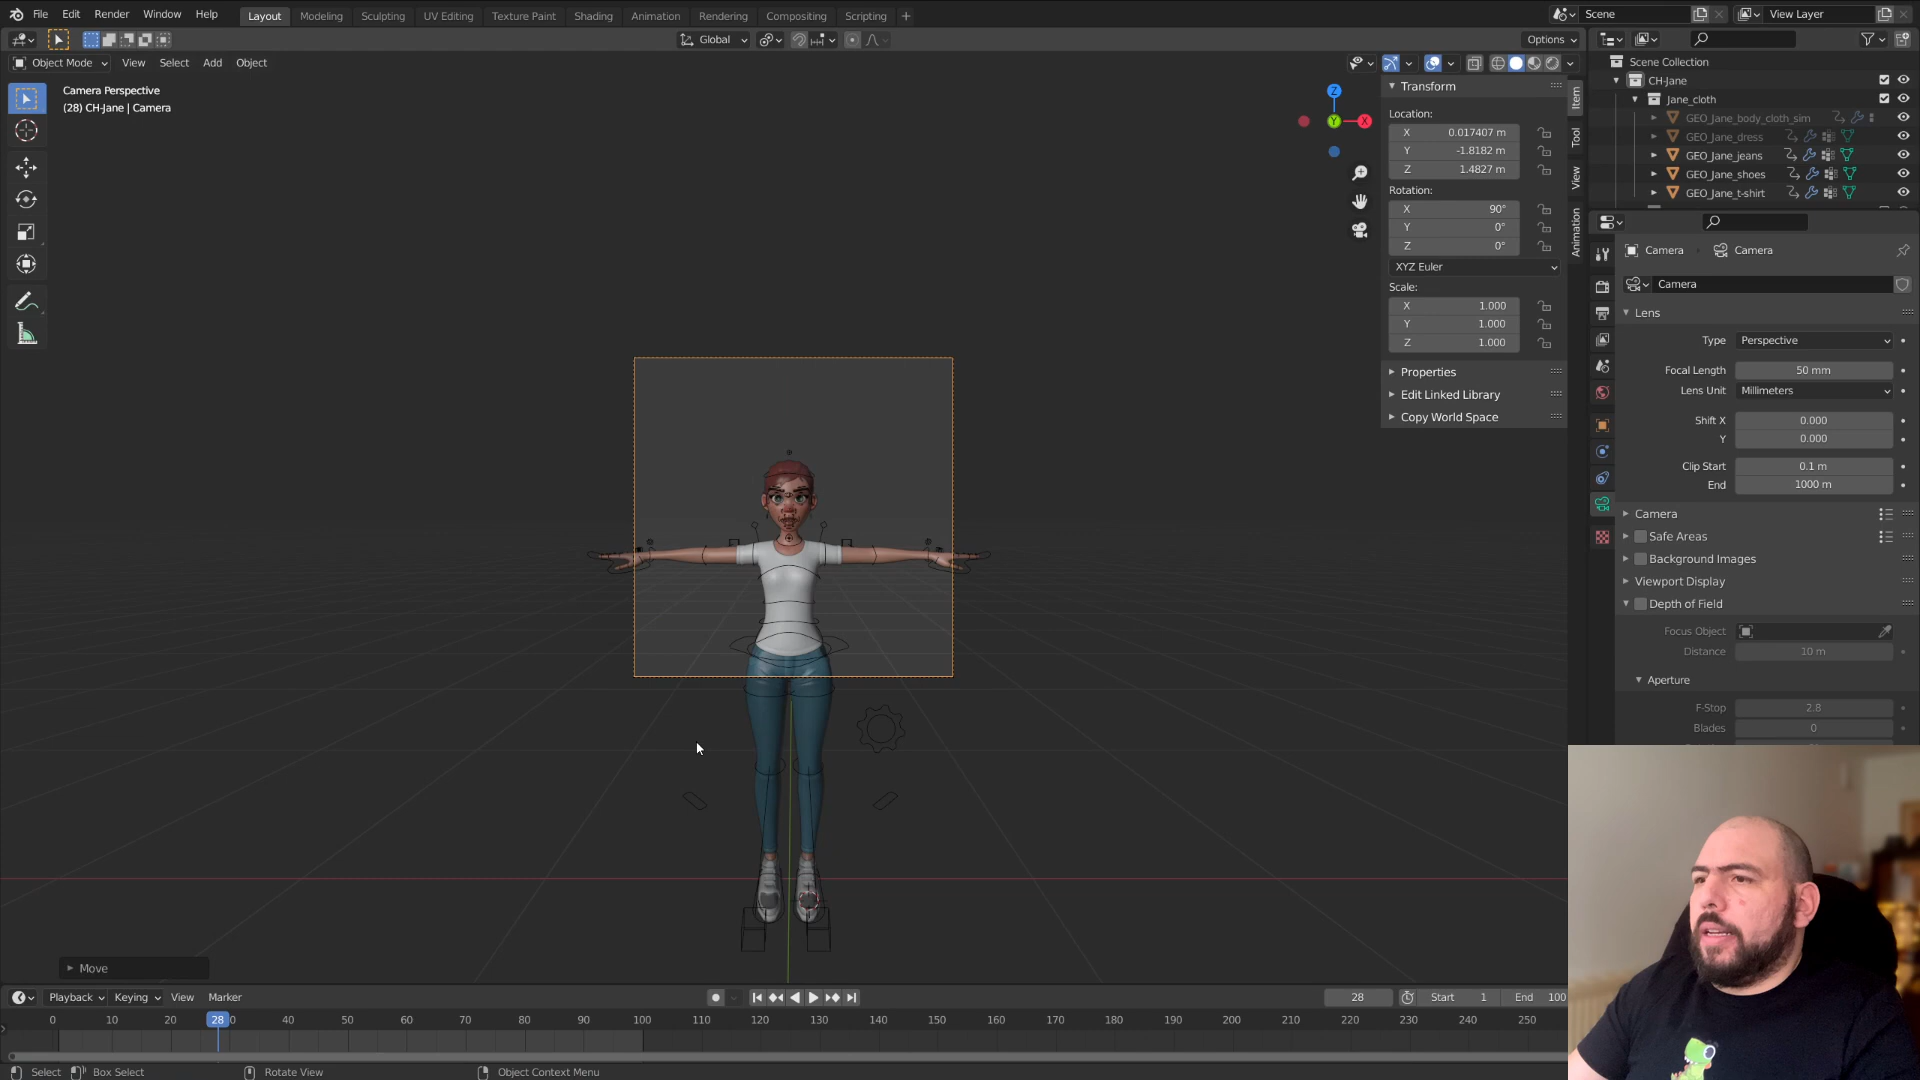 File Edit Render Window Help
Layout Modeling Sculpting UV Editing Texture Paint Shading Animation Rendering Compositing Scripting +
Scene
View Layer
Global
Options
Object Mode View Select Add Object
Camera Perspective
(28) CH-Jane | Camera
Z
Y
X
Transform
Location:
X 0.017407 m
Y -1.8182 m
Z 1.4827 m
Rotation:
X 90°
Y 0°
Z 0°
XYZ Euler
Scale:
X 1.000
Y 1.000
Z 1.000
Properties
Edit Linked Library
Copy World Space
Item
Tool
View
Animation
Scene Collection
CH-Jane
Jane_cloth
GEO_Jane_body_cloth_sim
GEO_Jane_dress
GEO_Jane_jeans
GEO_Jane_shoes
GEO_Jane_t-shirt
Camera Camera
Camera
Lens
Type Perspective
Focal Length 50 mm
Lens Unit Millimeters
Shift X 0.000
Y 0.000
Clip Start 0.1 m
End 1000 m
Camera
Safe Areas
Background Images
Viewport Display
Depth of Field
Focus Object
Distance 10 m
Aperture
F-Stop 2.8
Blades 0
Move
Playback Keying View Marker
28 Start 1 End 100
0 10 20 28 0 40 50 60 70 80 90 100 110 120 130 140 150 160 170 180 190 200 210 220 230 240 250
Select Box Select Rotate View Object Context Menu